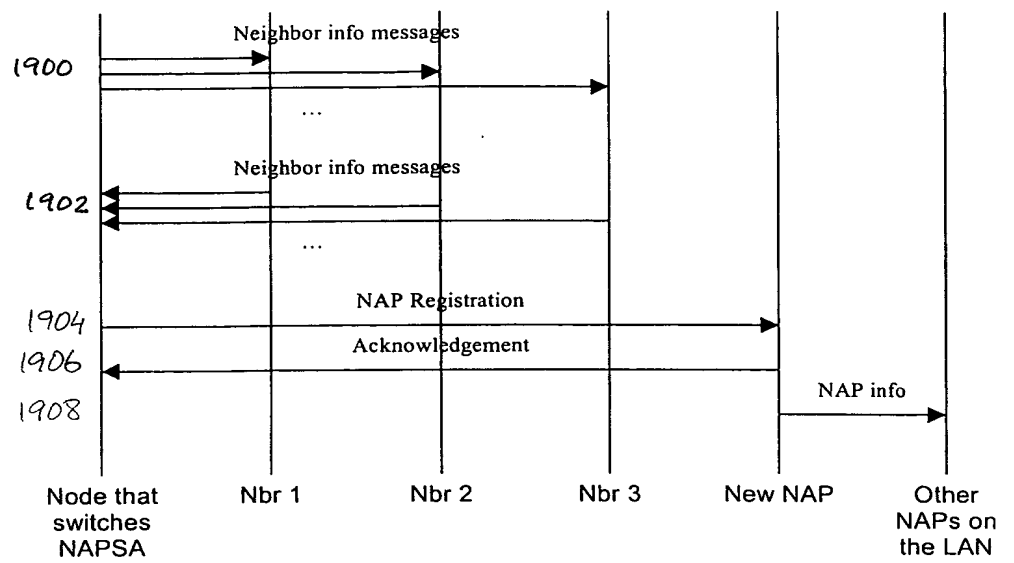 Neighbor info messages
1900
...
Neighbor info messages
1902
...
NAP Registration
1904
Acknowledgement
1906
NAP info
1908
Node that
switches
NAPSA
Nbr 1
Nbr 2
Nbr 3
New NAP
Other
NAPs on
the LAN